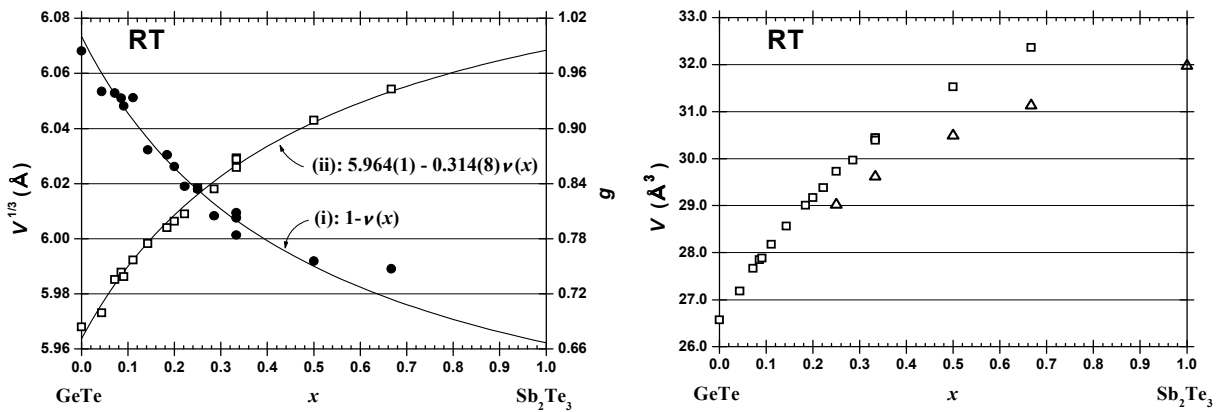 RT
V^{1/3} (Å)
6.08
6.06
6.04
6.02
6.00
5.98
5.96
1.02
0.96
0.90
0.84
0.78
0.72
0.66
g
(ii): 5.964(1) - 0.314(8)ν(x)
(i): 1-ν(x)
0.0 0.1 0.2 0.3 0.4 0.5 0.6 0.7 0.8 0.9 1.0
GeTe x Sb₂Te₃
RT
V (Å³)
33.0
32.0
31.0
30.0
29.0
28.0
27.0
26.0
0.0 0.1 0.2 0.3 0.4 0.5 0.6 0.7 0.8 0.9 1.0
GeTe x Sb₂Te₃